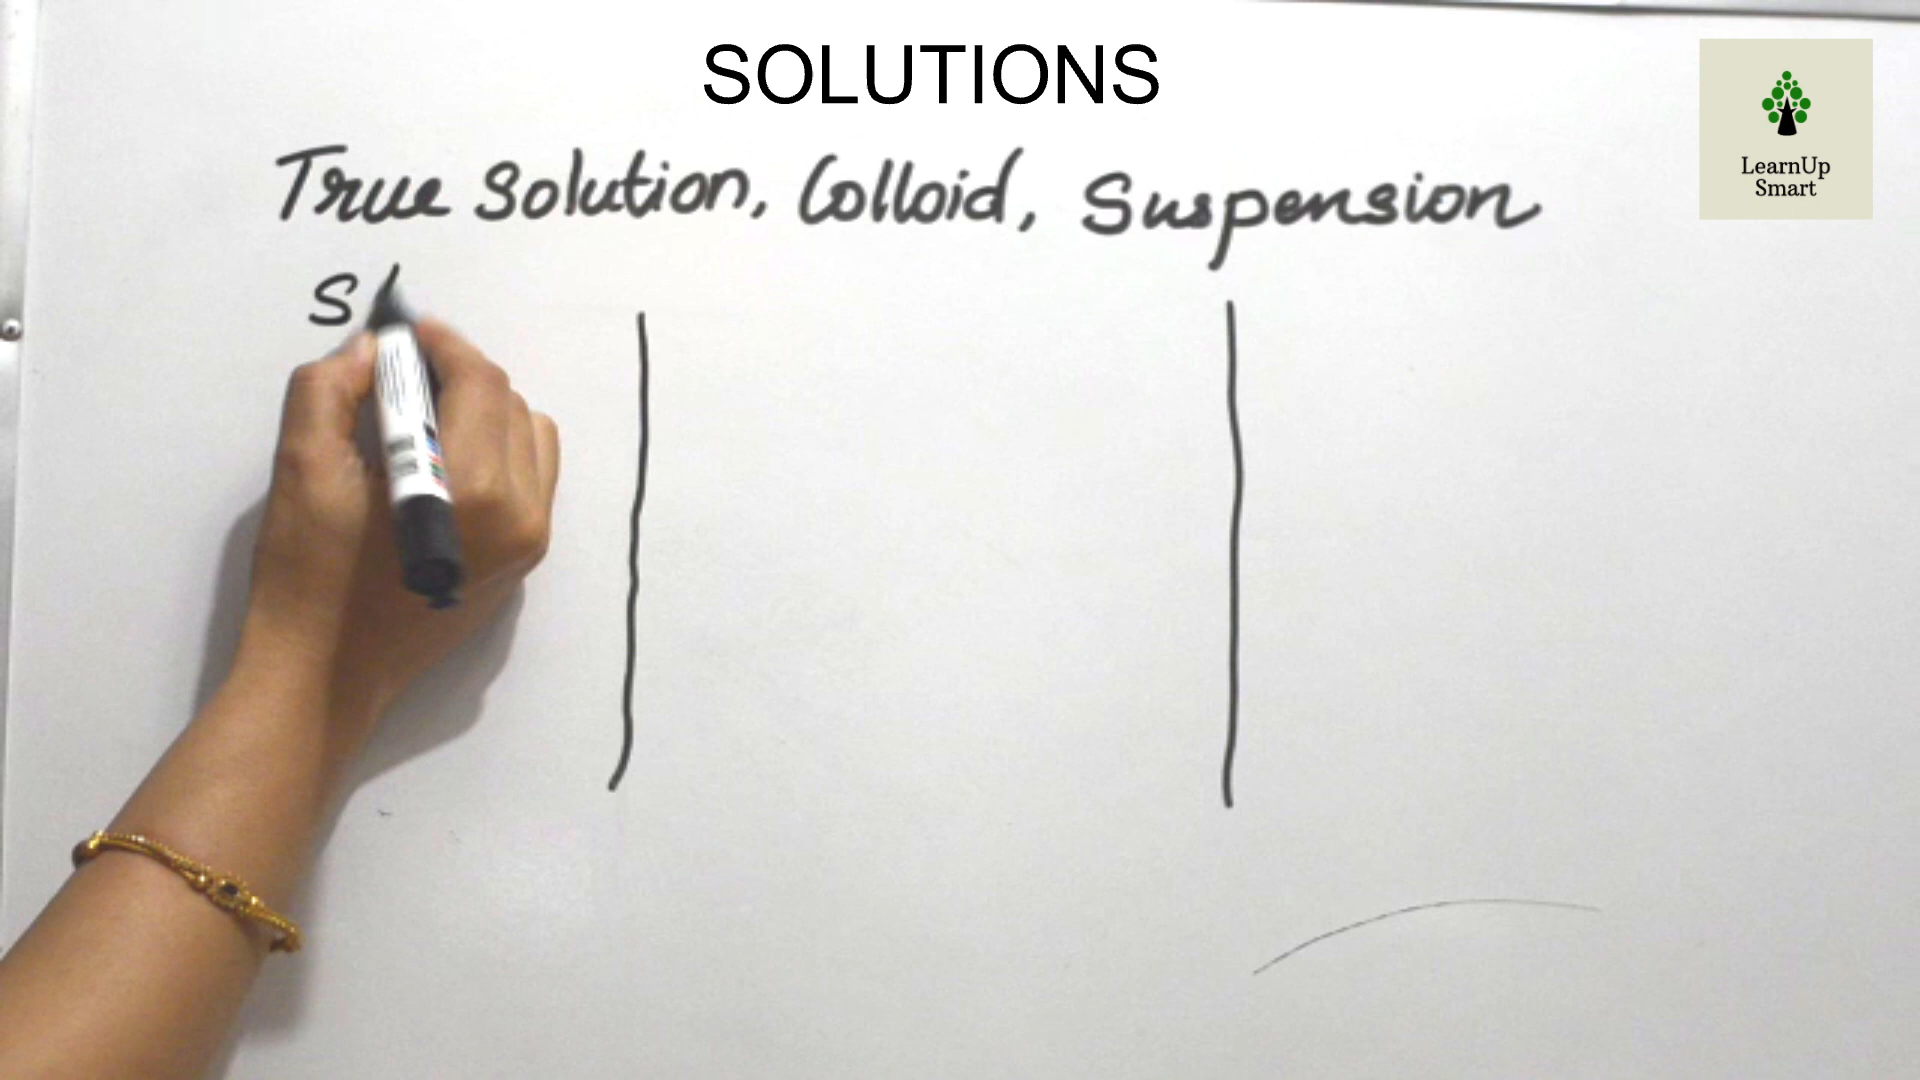 SOLUTIONS
LearnUp
Smart
True Solution, Colloid, Suspension
S